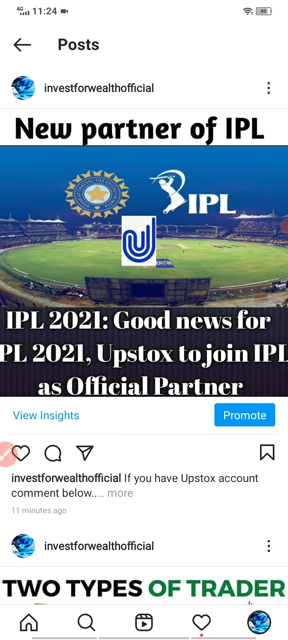 4G 11:24 60
Posts
investforwealthofficial
New partner of IPL
IPL
IPL 2021: Good news for
PL 2021, Upstox to join IPL
as Official Partner
View Insights Promote
investforwealthofficial If you have Upstox account
comment below.... more
11 minutes ago
investforwealthofficial
TWO TYPES OF TRADER